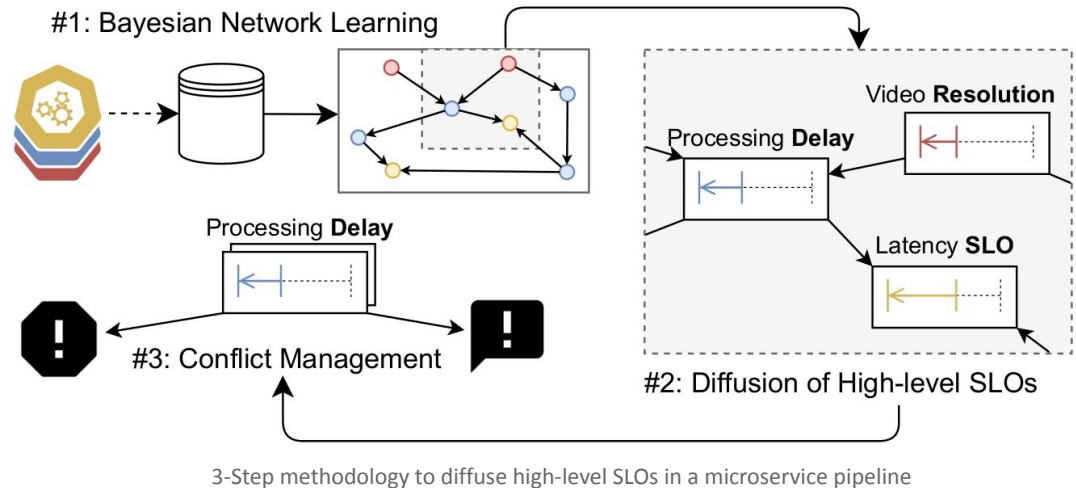 #1: Bayesian Network Learning
Video Resolution
Processing Delay
Latency SLO
#2: Diffusion of High-level SLOs
Processing Delay
#3: Conflict Management
3-Step methodology to diffuse high-level SLOs in a microservice pipeline